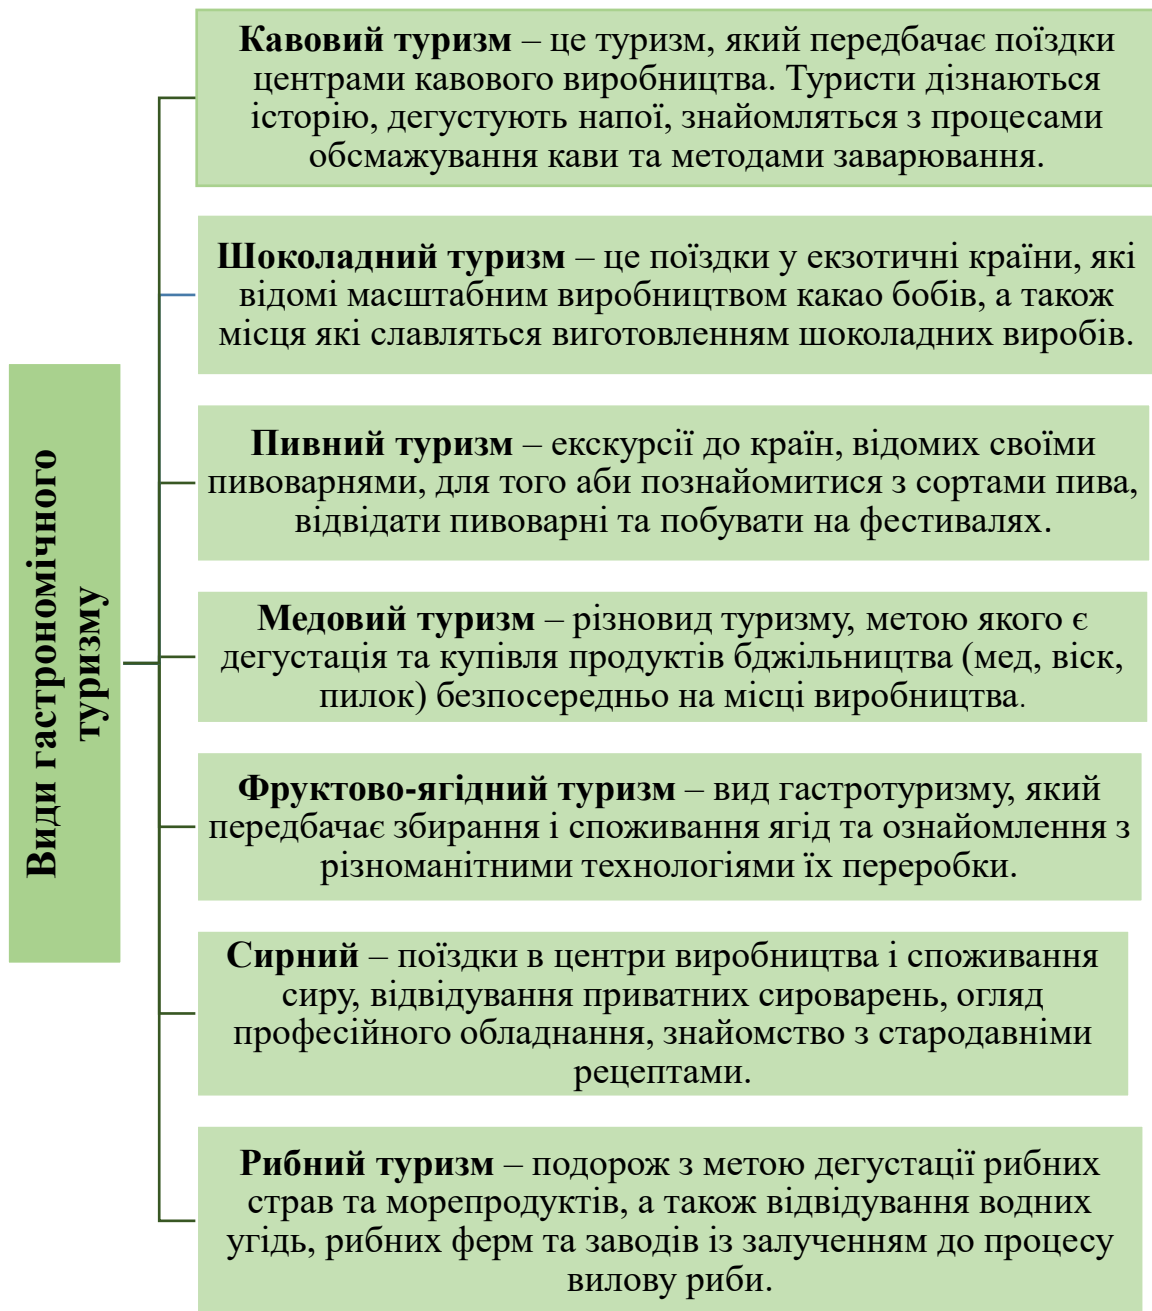 Види гастрономічного
туризму
Кавовий туризм – це туризм, який передбачає поїздки
центрами кавового виробництва. Туристи дізнаються
історію, дегустують напої, знайомляться з процесами
обсмажування кави та методами заварювання.
Шоколадний туризм – це поїздки у екзотичні країни, які
відомі масштабним виробництвом какао бобів, а також
місця які славляться виготовленням шоколадних виробів.
Пивний туризм – екскурсії до країн, відомих своїми
пивоварнями, для того аби познайомитися з сортами пива,
відвідати пивоварні та побувати на фестивалях.
Медовий туризм – різновид туризму, метою якого є
дегустація та купівля продуктів бджільництва (мед, віск,
пилок) безпосередньо на місці виробництва.
Фруктово-ягідний туризм – вид гастротуризму, який
передбачає збирання і споживання ягід та ознайомлення з
різноманітними технологіями їх переробки.
Сирний – поїздки в центри виробництва і споживання
сиру, відвідування приватних сироварень, огляд
професійного обладнання, знайомство з стародавніми
рецептами.
Рибний туризм – подорож з метою дегустації рибних
страв та морепродуктів, а також відвідування водних
угідь, рибних ферм та заводів із залученням до процесу
вилову риби.